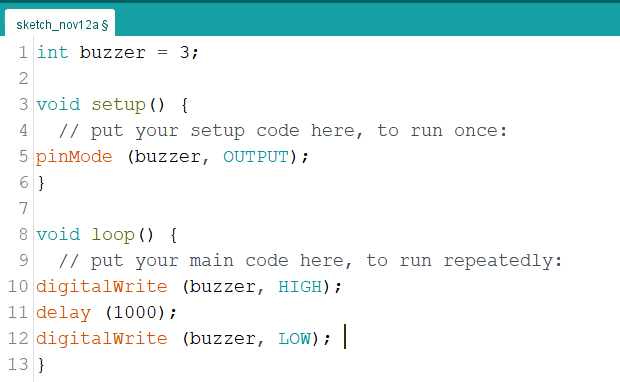 sketch_nov12a §
1 int buzzer = 3;
2
3 void setup() {
4   // put your setup code here, to run once:
5 pinMode (buzzer, OUTPUT);
6 }
7
8 void loop() {
9   // put your main code here, to run repeatedly:
10 digitalWrite (buzzer, HIGH);
11 delay (1000);
12 digitalWrite (buzzer, LOW);
13 }